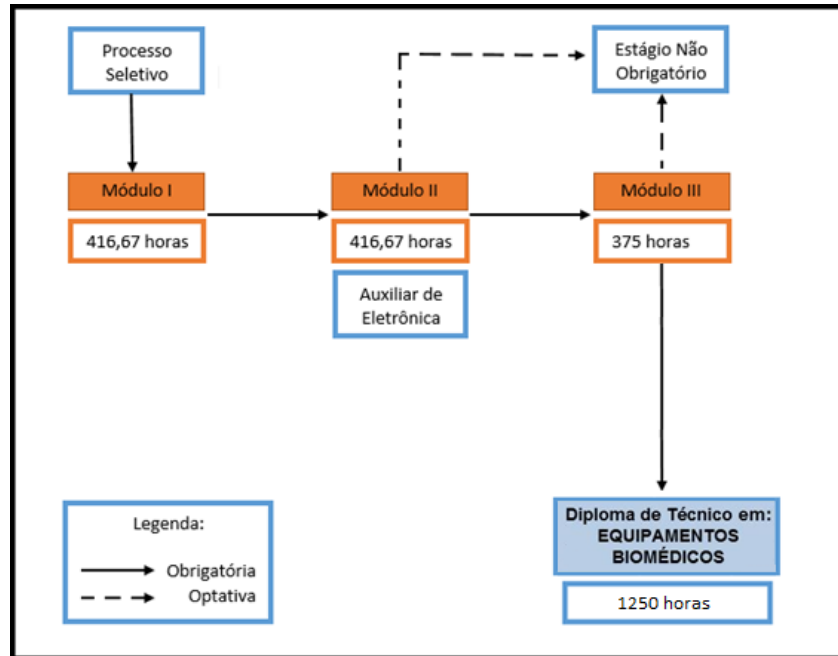 Processo
Seletivo
Estágio Não
Obrigatório
Módulo I
Módulo II
Módulo III
416,67 horas
416,67 horas
375 horas
Auxiliar de
Eletrônica
Legenda:
Obrigatória
Optativa
Diploma de Técnico em:
EQUIPAMENTOS
BIOMÉDICOS
1250 horas